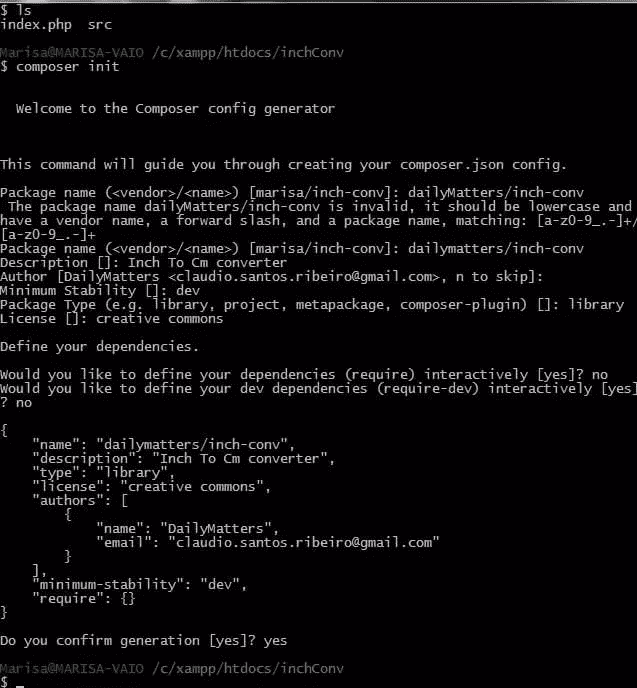 $ ls
index.php  src
Marisa@MARISA-VAIO /c/xampp/htdocs/inchConv
$ composer init
Welcome to the Composer config generator
This command will guide you through creating your composer.json config.
Package name (<vendor>/<name>) [marisa/inch-conv]: dailyMatters/inch-conv
 The package name dailyMatters/inch-conv is invalid, it should be lowercase and
have a vendor name, a forward slash, and a package name, matching: [a-z0-9_.-]+/
[a-z0-9_.-]+
Package name (<vendor>/<name>) [marisa/inch-conv]: dailymatters/inch-conv
Description []: Inch To Cm converter
Author [DailyMatters <claudio.santos.ribeiro@gmail.com>, n to skip]:
Minimum Stability []: dev
Package Type (e.g. library, project, metapackage, composer-plugin) []: library
License []: creative commons
Define your dependencies.
Would you like to define your dependencies (require) interactively [yes]? no
Would you like to define your dev dependencies (require-dev) interactively [yes]
? no
{
    "name": "dailymatters/inch-conv",
    "description": "Inch To Cm converter",
    "type": "library",
    "license": "creative commons",
    "authors": [
        {
            "name": "DailyMatters",
            "email": "claudio.santos.ribeiro@gmail.com"
        }
    ],
    "minimum-stability": "dev",
    "require": {}
}
Do you confirm generation [yes]? yes
Marisa@MARISA-VAIO /c/xampp/htdocs/inchConv
$ _